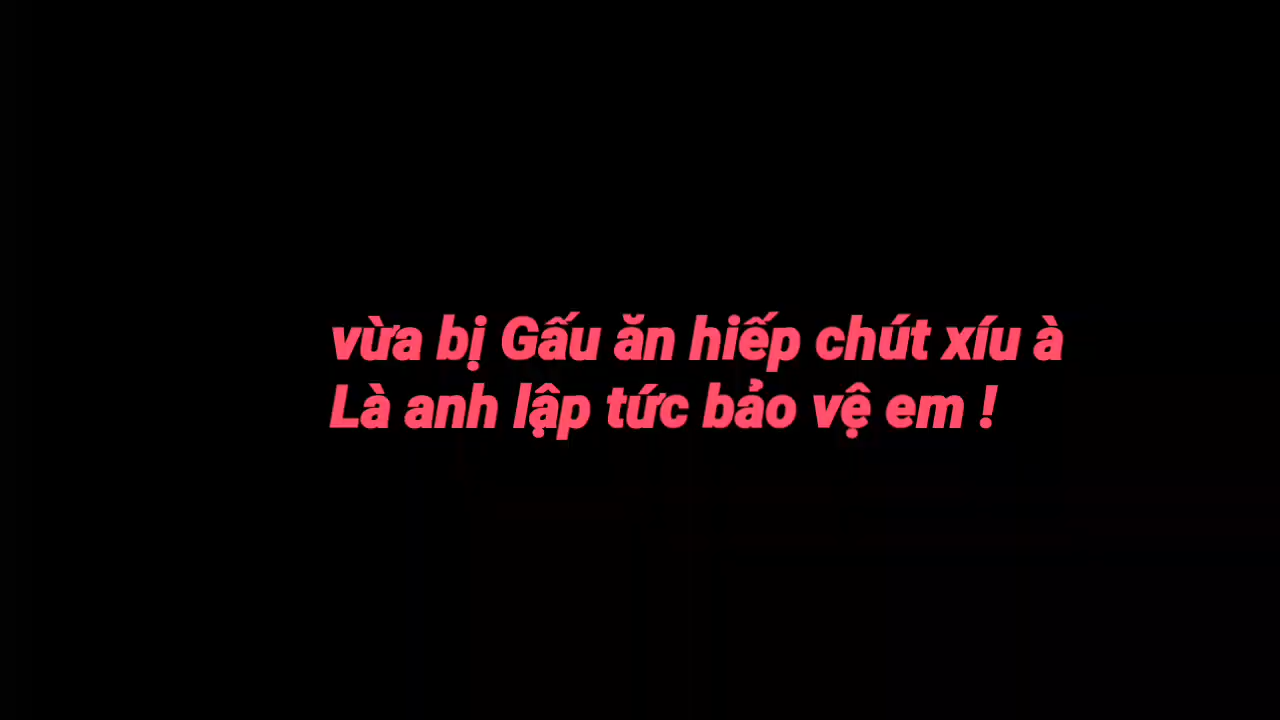 vừa bị Gấu ăn hiếp chút xíu à
Là anh lập tức bảo vệ em !